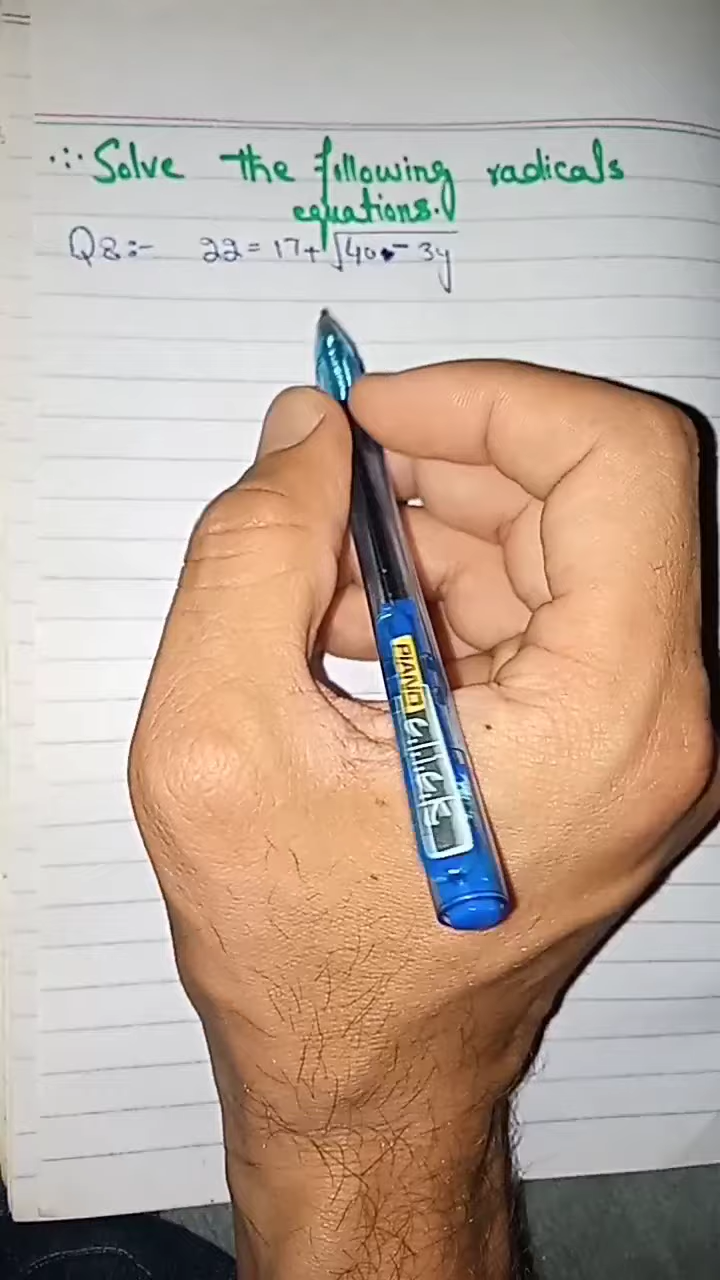 ∴ Solve the following radicals
equations.
Q8:- 22 = 17 + √40 - 3y
PIANO